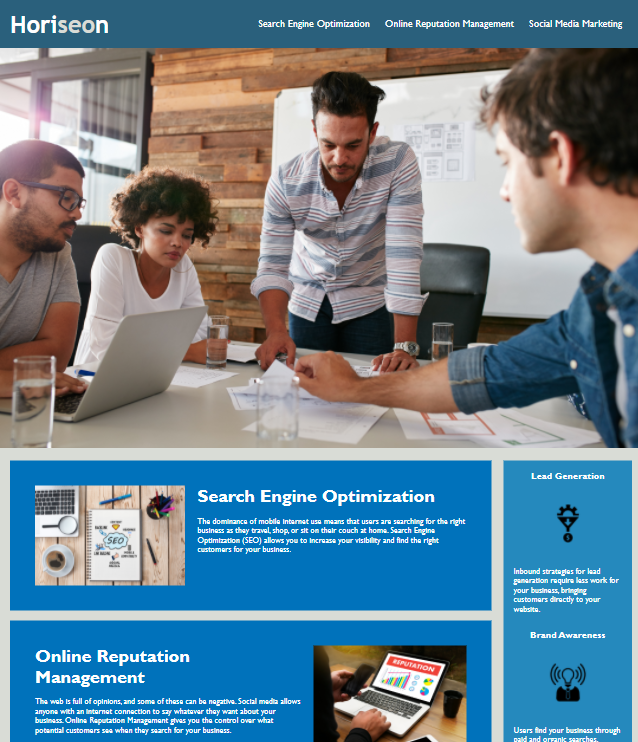 Horiseon
Search Engine Optimization
Online Reputation Management
Social Media Marketing
Search Engine Optimization
The dominance of mobile internet use means that users are searching for the right
business as they travel, shop, or sit on their couch at home. Search Engine
Optimization (SEO) allows you to increase your visibility and find the right
customers for your business.
SEO
Online Reputation
Management
The web is full of opinions, and some of these can be negative. Social media allows
anyone with an internet connection to say whatever they want about your
business. Online Reputation Management gives you the control over what
potential customers see when they search for your business.
REPUTATION
Lead Generation
Inbound strategies for lead
generation require less work for
your business, bringing
customers directly to your
website.
Brand Awareness
Users find your business through
paid and organic searches,